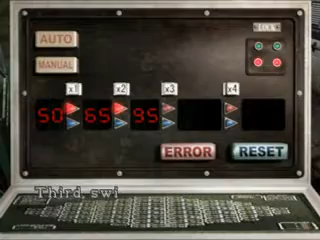 AUTO
MANUAL
x1 x2 x3 x4
50 65 95
ERROR RESET
Third swi